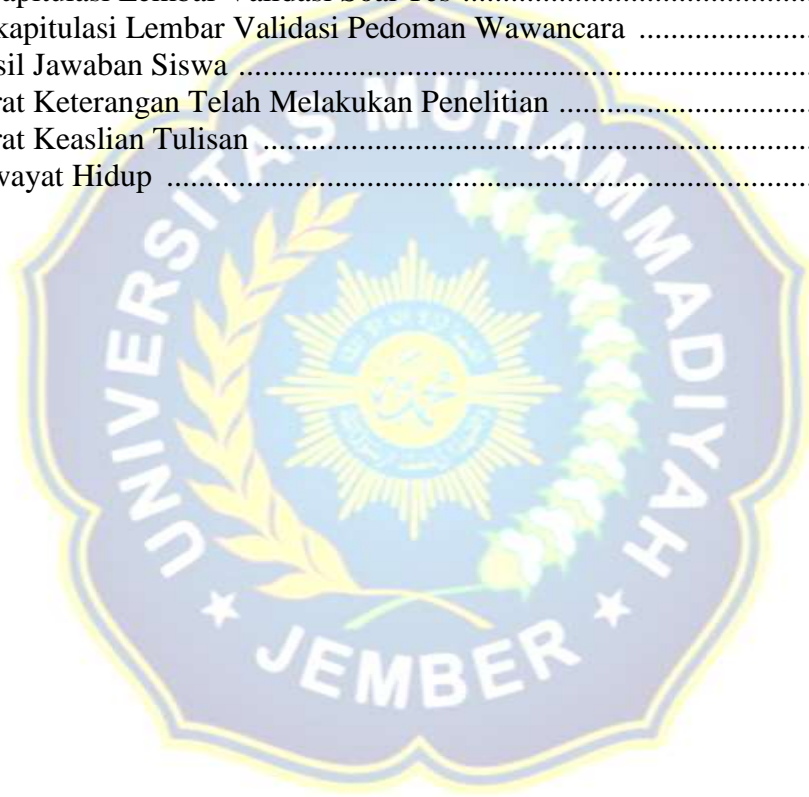 kapitulasi Lembar Validasi Pedoman Wawancara ....................
sil Jawaban Siswa ....................................................................
rat Keterangan Telah Melakukan Penelitian ..............................
rat Keaslian Tulisan .................................................................
wayat Hidup ............................................................................
UNIVERSITAS MUHAMMADIYAH
JEMBER